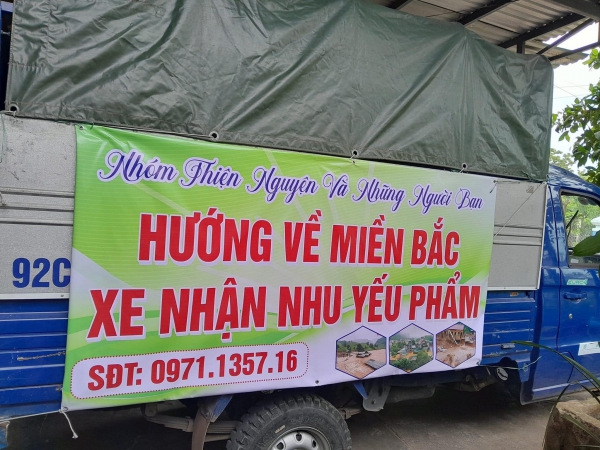 Nhóm Thiện Nguyện Và Những Người Bạn
HƯỚNG VỀ MIỀN BẮC
92C
XE NHẬN NHU YẾU PHẨM
SĐT: 0971.1357.16